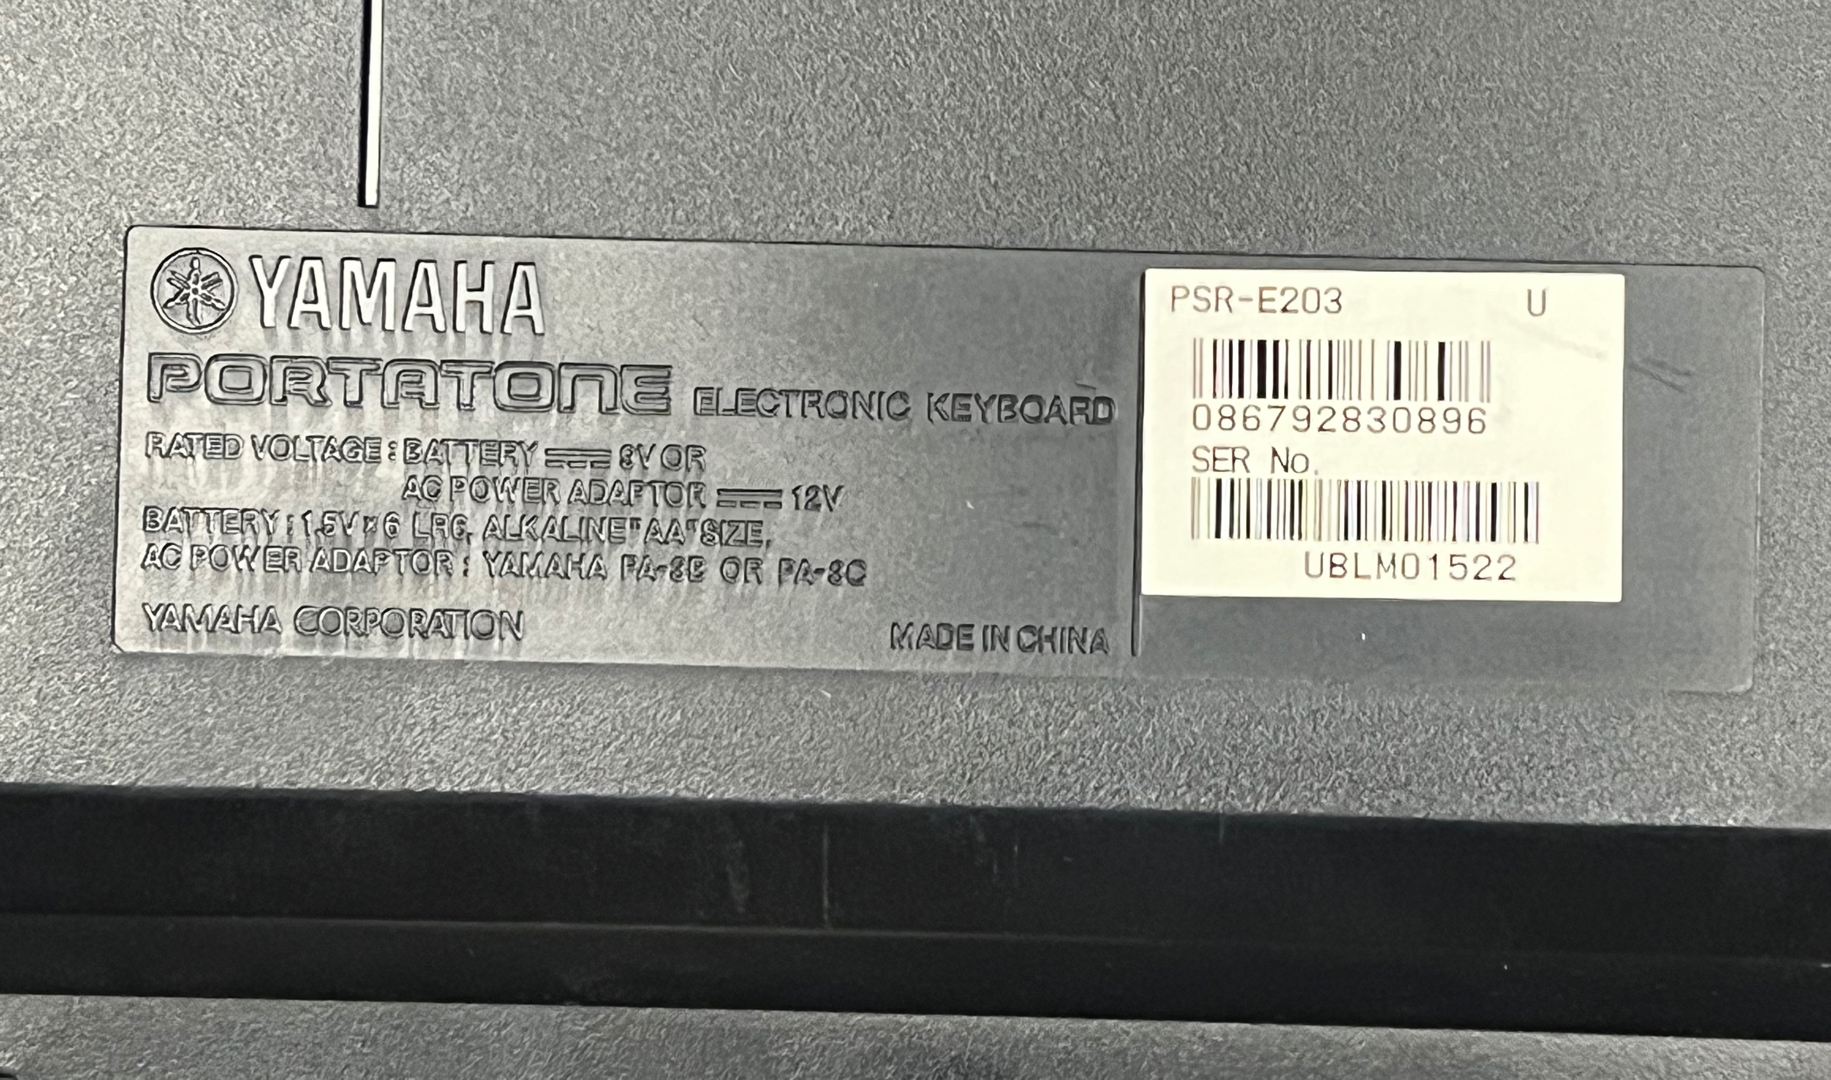 YAMAHA
PORTATONE ELECTRONIC KEYBOARD
RATED VOLTAGE : BATTERY ⎓ 9V OR
AC POWER ADAPTOR ⎓ 12V
BATTERY : 1.5V × 6 LR6, ALKALINE "AA" SIZE,
AC POWER ADAPTOR : YAMAHA PA-3B OR PA-3C
YAMAHA CORPORATION
MADE IN CHINA
PSR-E203 U
086792830896
SER No.
UBLM01522